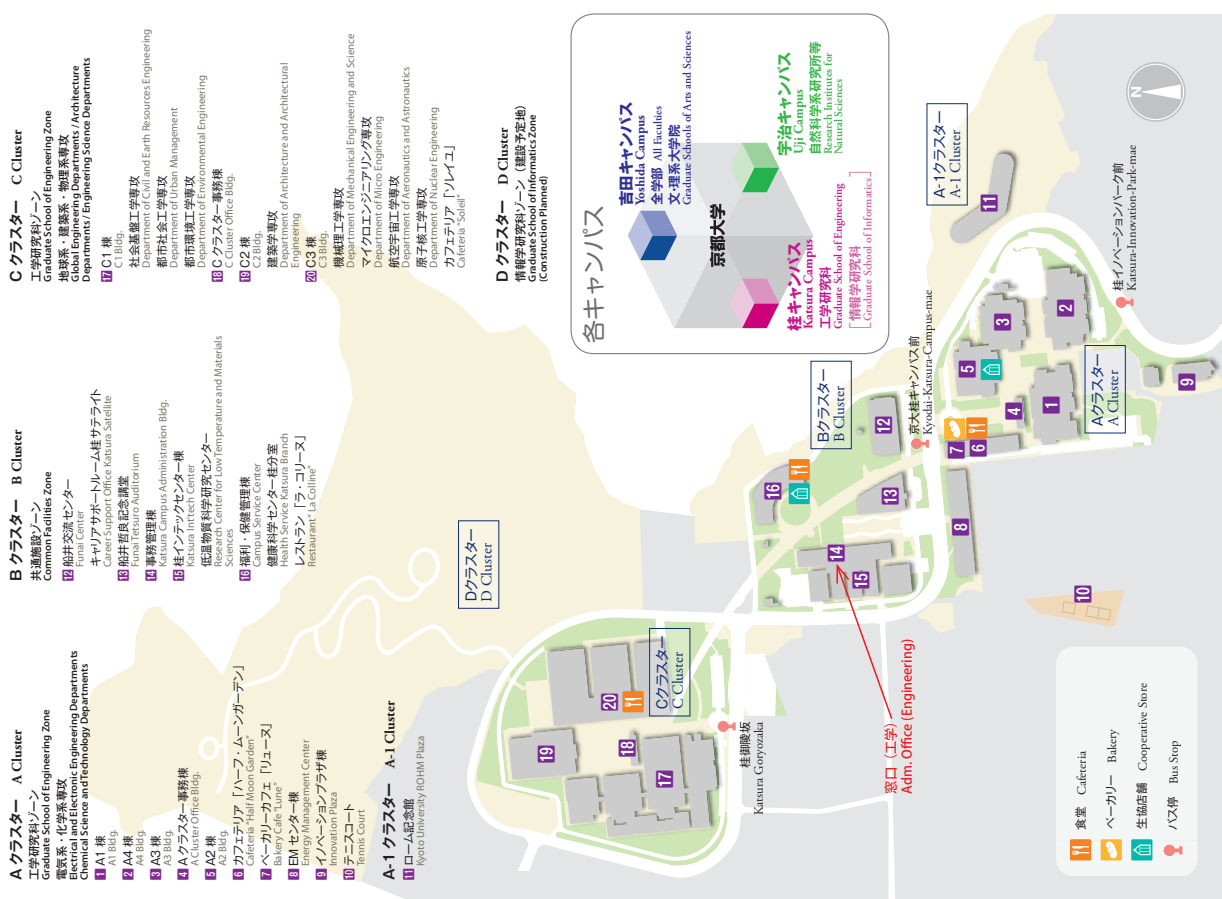 A クラスター A Cluster
工学研究科ゾーン
Graduate School of Engineering Zone
電気系・化学系専攻
Electrical and Electronic Engineering Departments
Chemical Science and Technology Departments
1 A1 棟
A1 Bldg.
2 A4 棟
A4 Bldg.
3 A3 棟
A3 Bldg.
4 A クラスター事務棟
A Cluster Office Bldg.
5 A2 棟
A2 Bldg.
6 カフェテリア「ハーフ・ムーンガーデン」
Cafeteria "Half Moon Garden"
7 ベーカリーカフェ「リューヌ」
Bakery Cafe "Lune"
8 EM センター棟
Energy Management Center
9 イノベーションプラザ棟
Innovation Plaza
10 テニスコート
Tennis Court
A-1 クラスター A-1 Cluster
11 ローム記念館
Kyoto University ROHM Plaza
B クラスター B Cluster
共通施設ゾーン
Common Facilities Zone
12 船井交流センター
Funai Center
キャリアサポートルーム桂サテライト
Career Support Office Katsura Satellite
13 船井哲良記念講堂
Funai Tetsuro Auditorium
14 事務管理棟
Katsura Campus Administration Bldg.
15 桂インテックセンター棟
Katsura Inttech Center
低温物質科学研究センター
Research Center for Low Temperature and Materials
Sciences
16 福利・保健管理棟
Campus Service Center
健康科学センター桂分室
Health Service Katsura Branch
レストラン「ラ・コリーヌ」
Restaurant" La Colline"
C クラスター C Cluster
工学研究科ゾーン
Graduate School of Engineering Zone
地球系・建築系・物理系専攻
Global Engineering Departments / Architecture
Departments / Engineering Science Departments
17 C1 棟
C1 Bldg.
社会基盤工学専攻
Department of Civil and Earth Resources Engineering
都市社会工学専攻
Department of Urban Management
都市環境工学専攻
Department of Environmental Engineering
18 C クラスター事務棟
C Cluster Office Bldg.
19 C2 棟
C2 Bldg.
建築学専攻
Department of Architecture and Architectural
Engineering
20 C3 棟
C3 Bldg.
機械理工学専攻
Department of Mechanical Engineering and Science
マイクロエンジニアリング専攻
Department of Micro Engineering
航空宇宙工学専攻
Department of Aeronautics and Astronautics
原子核工学専攻
Department of Nuclear Engineering
カフェテリア「ソレイユ」
Cafeteria "Soleil"
D クラスター D Cluster
情報学研究科ゾーン（建設予定地）
Graduate School of Informatics Zone
(Construction Planned)
各キャンパス
吉田キャンパス
Yoshida Campus
全学部 All Faculties
文・理系大学院
Graduate Schools of Arts and Sciences
京都大学
桂キャンパス
Katsura Campus
工学研究科
Graduate School of Engineering
[情報学研究科
Graduate School of Informatics]
宇治キャンパス
Uji Campus
自然科学系研究所等
Research Institutes for
Natural Sciences
Dクラスター
D Cluster
Cクラスター
C Cluster
Bクラスター
B Cluster
Aクラスター
A Cluster
A-1クラスター
A-1 Cluster
19
20
18
17
16
12
14
15
13
8
7
6
5
4
3
2
1
9
10
11
桂御陵坂
Katsura Goryozaka
京大桂キャンパス前
Kyodai-Katsura-Campus-mae
桂イノベーションパーク前
Katsura-Innovation-Park-mae
窓口（工学）
Adm. Office (Engineering)
N
食堂 Cafeteria
ベーカリー Bakery
生協店舗 Cooperative Store
バス停 Bus Stop